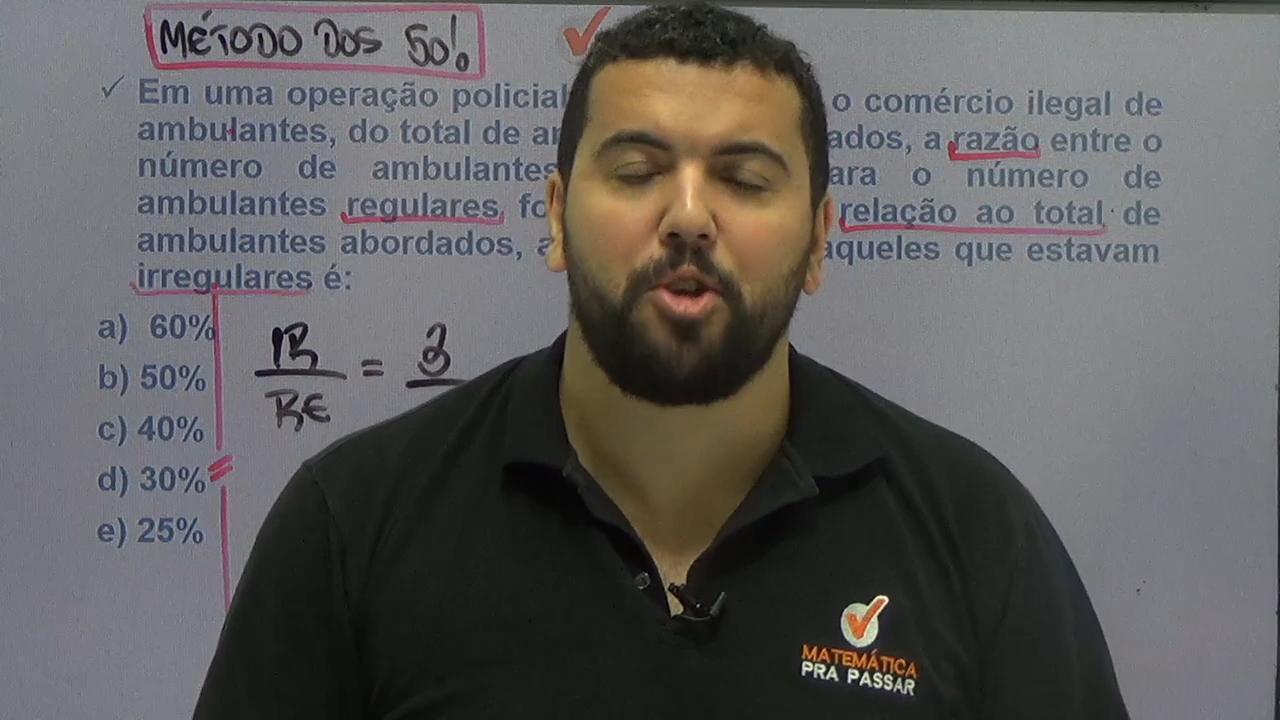 MÉTODO DOS 50!
✓ Em uma operação policial o comércio ilegal de
ambulantes, do total de ados, a razão entre o
número de ambulantes o número de
ambulantes regulares relação ao total de
ambulantes abordados, aqueles que estavam
irregulares é:
a) 60%
b) 50%
c) 40%
d) 30%
e) 25%
IR
RE
= 3
MATEMÁTICA
PRA PASSAR